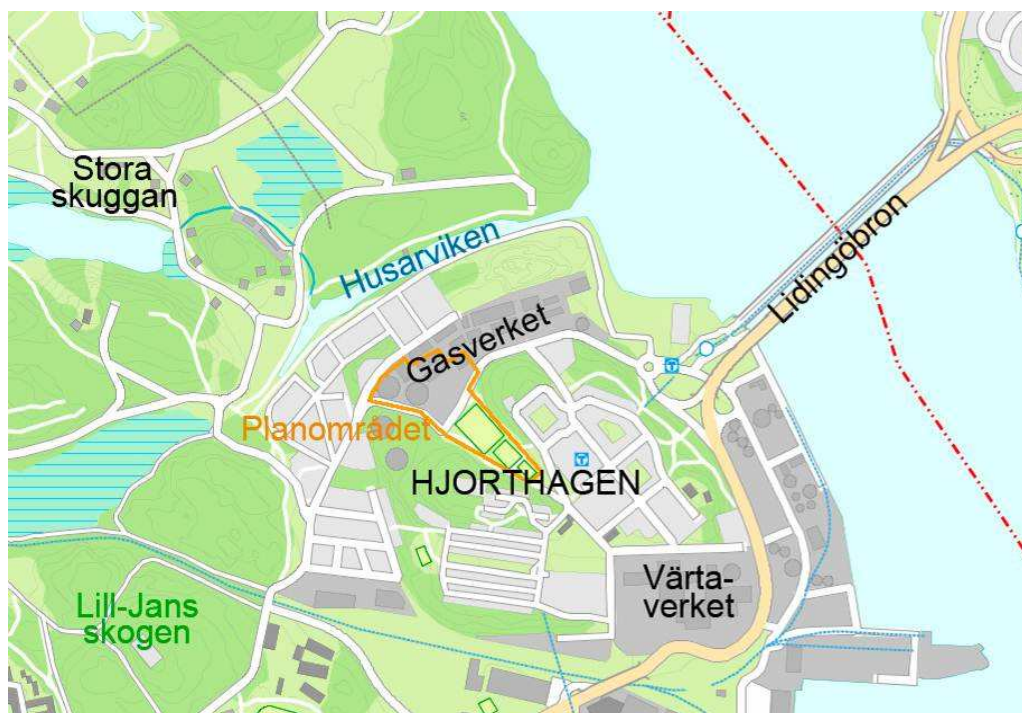 Stora
skuggan
Husarviken
Lidingöbron
Gasverket
Planområdet
HJORTHAGEN
Värta-
verket
Lill-Jans
skogen